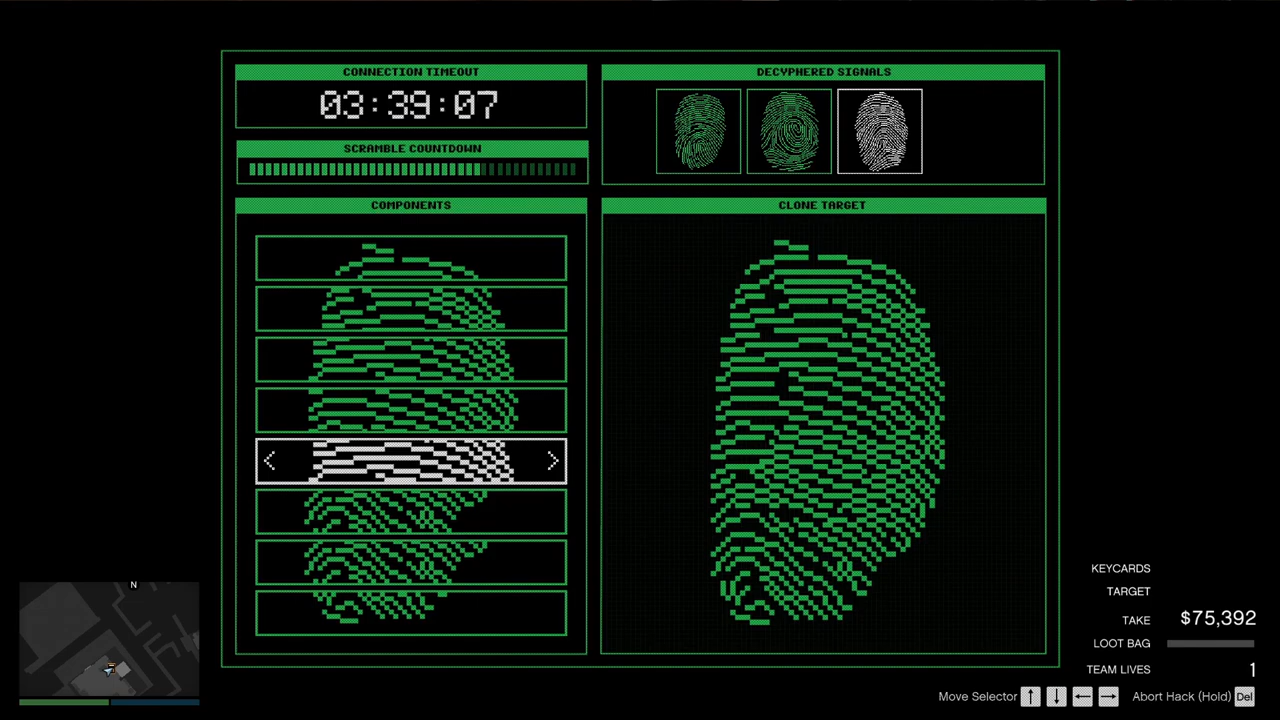 CONNECTION TIMEOUT
03:39:07
SCRAMBLE COUNTDOWN
DECYPHERED SIGNALS
COMPONENTS
CLONE TARGET
< >
N
KEYCARDS
TARGET
TAKE $75,392
LOOT BAG
TEAM LIVES 1
Move Selector ↑ ↓ ← → Abort Hack (Hold) Del